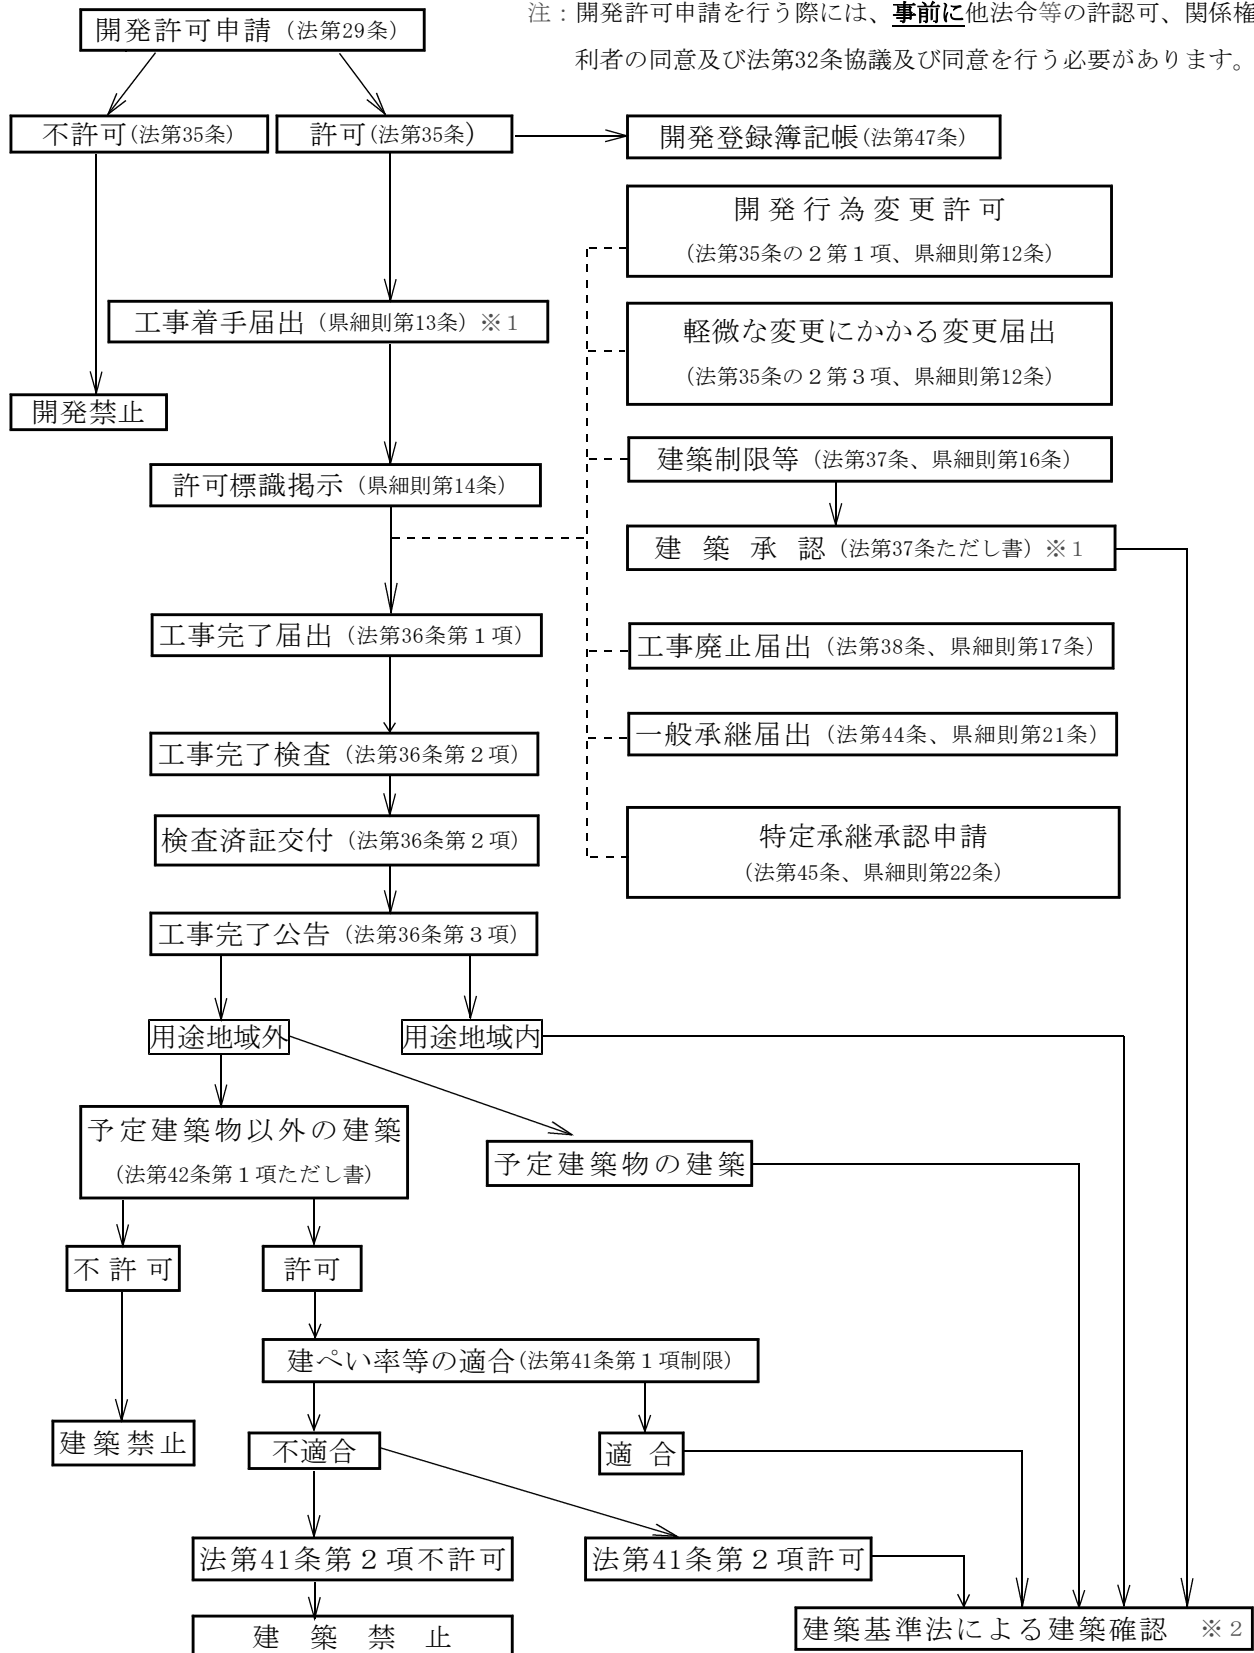 注：開発許可申請を行う際には、事前に他法令等の許認可、関係権
利者の同意及び法第32条協議及び同意を行う必要があります。
開発許可申請（法第29条）
不許可(法第35条)
許可(法第35条)
開発登録簿記帳(法第47条)
開発行為変更許可
（法第35条の２第１項、県細則第12条）
工事着手届出（県細則第13条）※１
軽微な変更にかかる変更届出
（法第35条の２第３項、県細則第12条）
開発禁止
建築制限等（法第37条、県細則第16条）
許可標識掲示（県細則第14条）
建築承認（法第37条ただし書）※１
工事完了届出（法第36条第１項）
工事廃止届出（法第38条、県細則第17条）
一般承継届出（法第44条、県細則第21条）
工事完了検査（法第36条第２項）
検査済証交付（法第36条第２項）
特定承継承認申請
（法第45条、県細則第22条）
工事完了公告（法第36条第３項）
用途地域外
用途地域内
予定建築物以外の建築
（法第42条第１項ただし書）
予定建築物の建築
不許可
許可
建ぺい率等の適合(法第41条第１項制限)
建築禁止
不適合
適合
法第41条第２項不許可
法第41条第２項許可
建築禁止
建築基準法による建築確認　※２